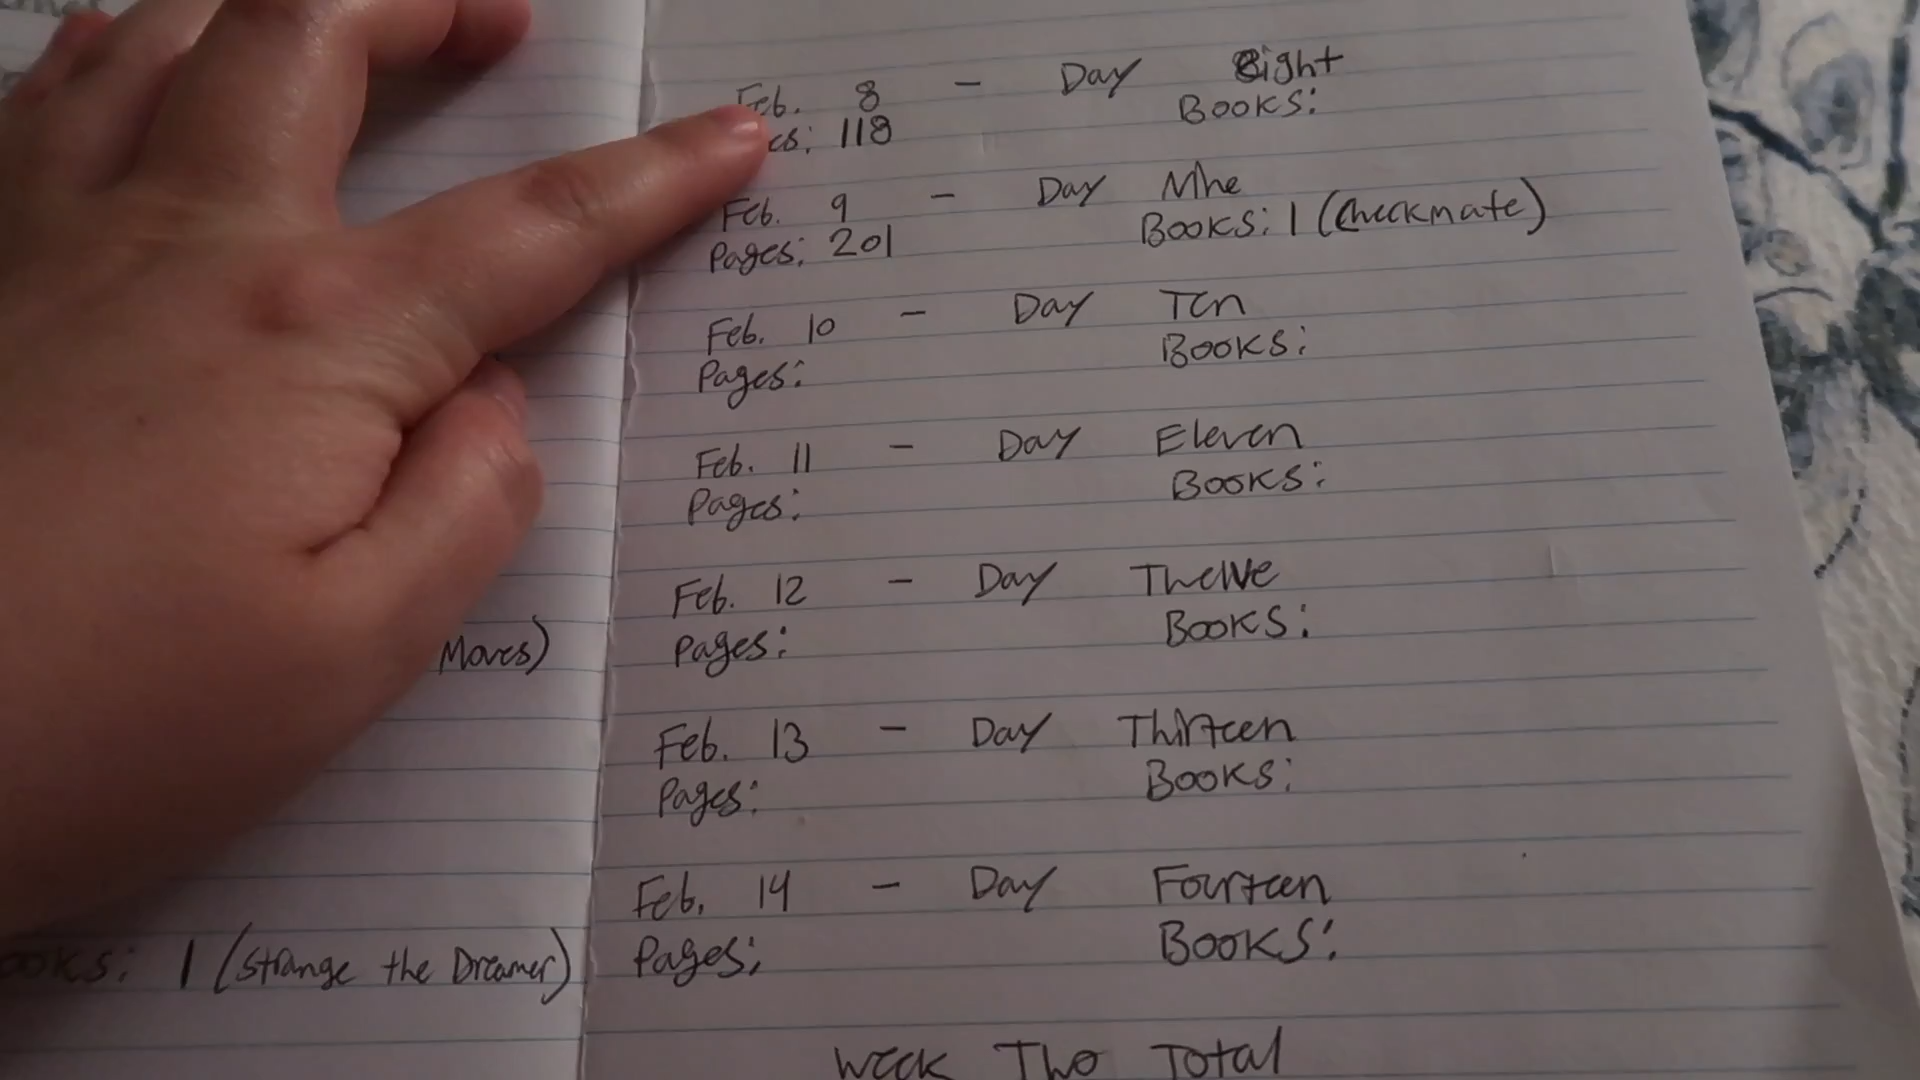 Moves)
ooks: 1 (Strange the Dreamer)
Feb. 8 - Day Eight
es: 118 Books:
Feb. 9 - Day Nine
Pages: 201 Books: 1 (Checkmate)
Feb. 10 - Day Ten
Pages: Books:
Feb. 11 - Day Eleven
Pages: Books:
Feb. 12 - Day Twelve
Pages: Books:
Feb. 13 - Day Thirteen
Pages: Books:
Feb. 14 - Day Fourteen
Pages: Books:
Week Two Total